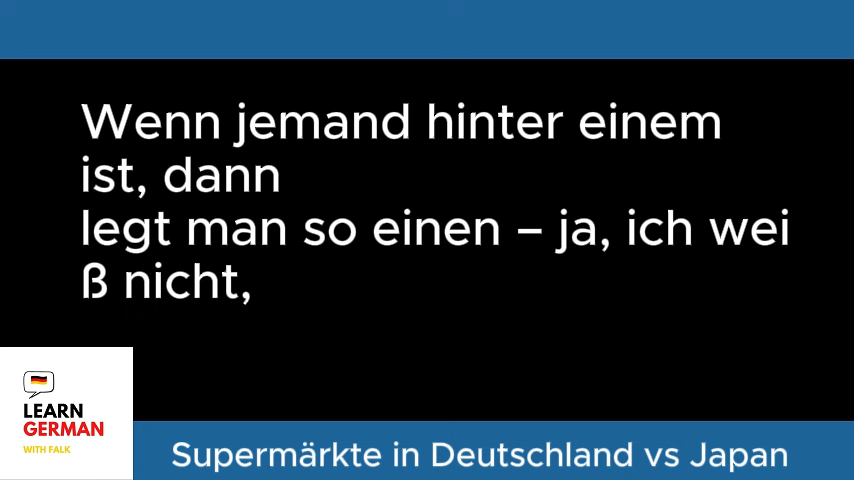 Wenn jemand hinter einem
ist, dann
legt man so einen – ja, ich wei
ß nicht,
LEARN
GERMAN
WITH FALK
Supermärkte in Deutschland vs Japan